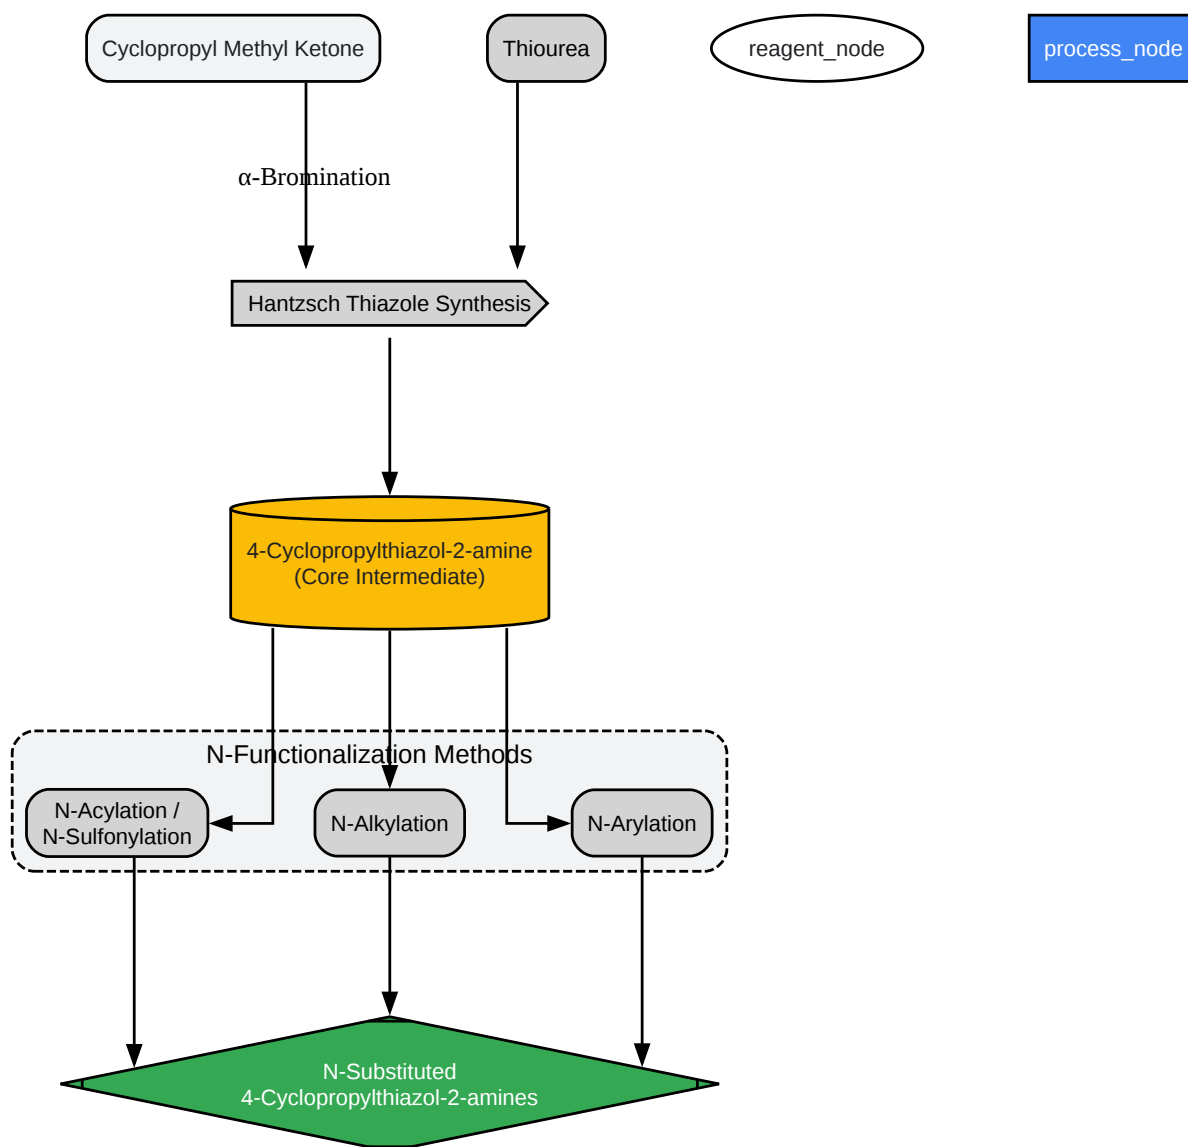 Cyclopropyl Methyl Ketone
Thiourea
reagent_node
process_node
α-Bromination
Hantzsch Thiazole Synthesis
4-Cyclopropylthiazol-2-amine
(Core Intermediate)
N-Functionalization Methods
N-Acylation /
N-Sulfonylation
N-Alkylation
N-Arylation
N-Substituted
4-Cyclopropylthiazol-2-amines